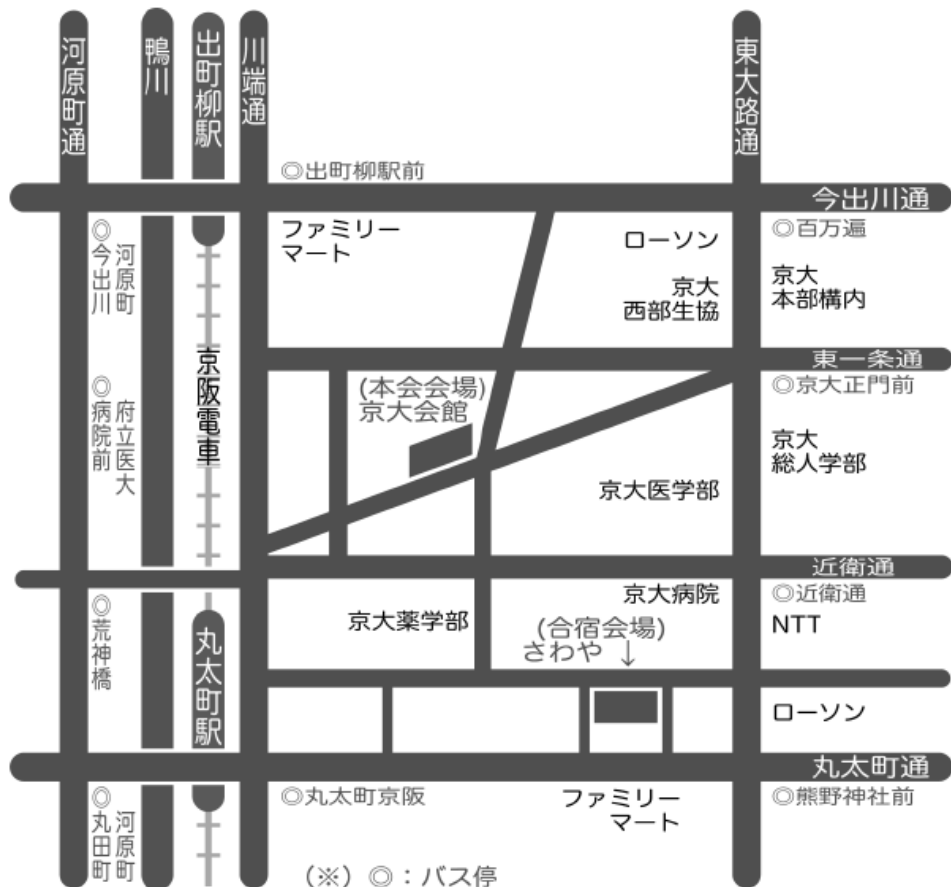 河原町通
鴨川
出町柳駅
川端通
東大路通
◎出町柳駅前
今出川通
ファミリー
マート
ローソン
◎百万遍
河原町
◎今出川
京大
西部生協
京大
本部構内
東一条通
京阪電車
(本会会場)
京大会館
◎京大正門前
府立医大
◎病院前
京大
総人学部
京大医学部
近衛通
京大病院
◎近衛通
NTT
◎荒神橋
京大薬学部
(合宿会場)
さわや ↓
丸太町駅
ローソン
丸太町通
◎丸太町京阪
ファミリー
マート
◎熊野神社前
河原町
◎丸田町
(※) ◎：バス停